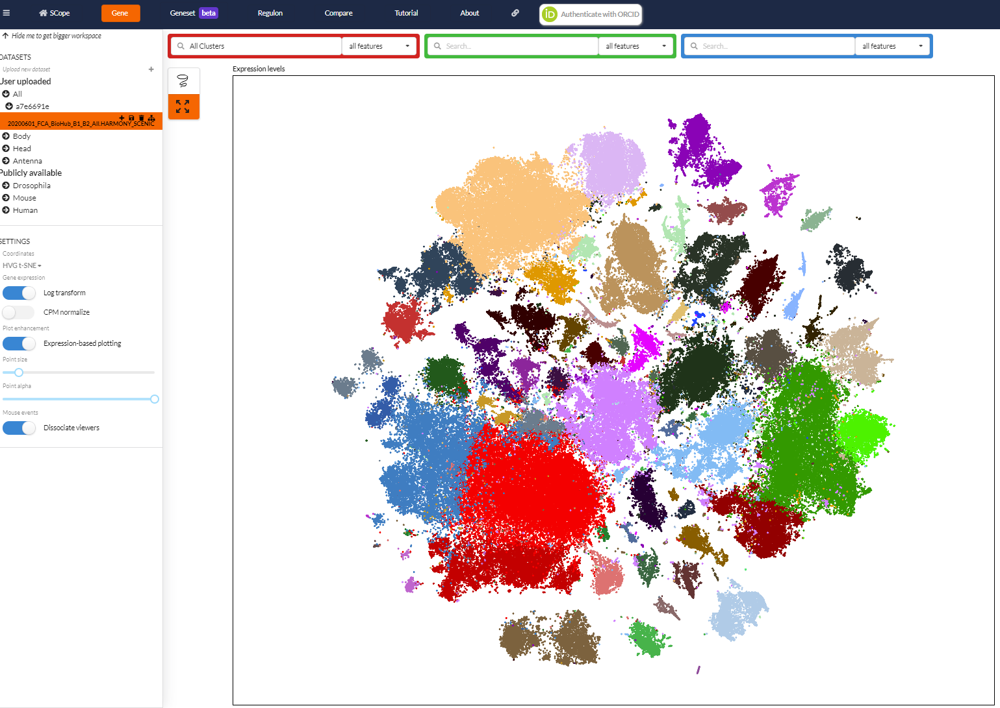 SCope
Gene
Geneset beta
Regulon
Compare
Tutorial
About
iD Authenticate with ORCID
Hide me to get bigger workspace
DATASETS
Upload new dataset
User uploaded
All
a7e6691e
20200601_FCA_BioHub_B1_B2_All.HARMONY_SCENIC
Body
Head
Antenna
Publicly available
Drosophila
Mouse
Human
SETTINGS
Coordinates
HVG t-SNE
Gene expression
Log transform
CPM normalize
Plot enhancement
Expression-based plotting
Point size
Point alpha
Mouse events
Dissociate viewers
All Clusters
all features
Search...
all features
Search...
all features
Expression levels